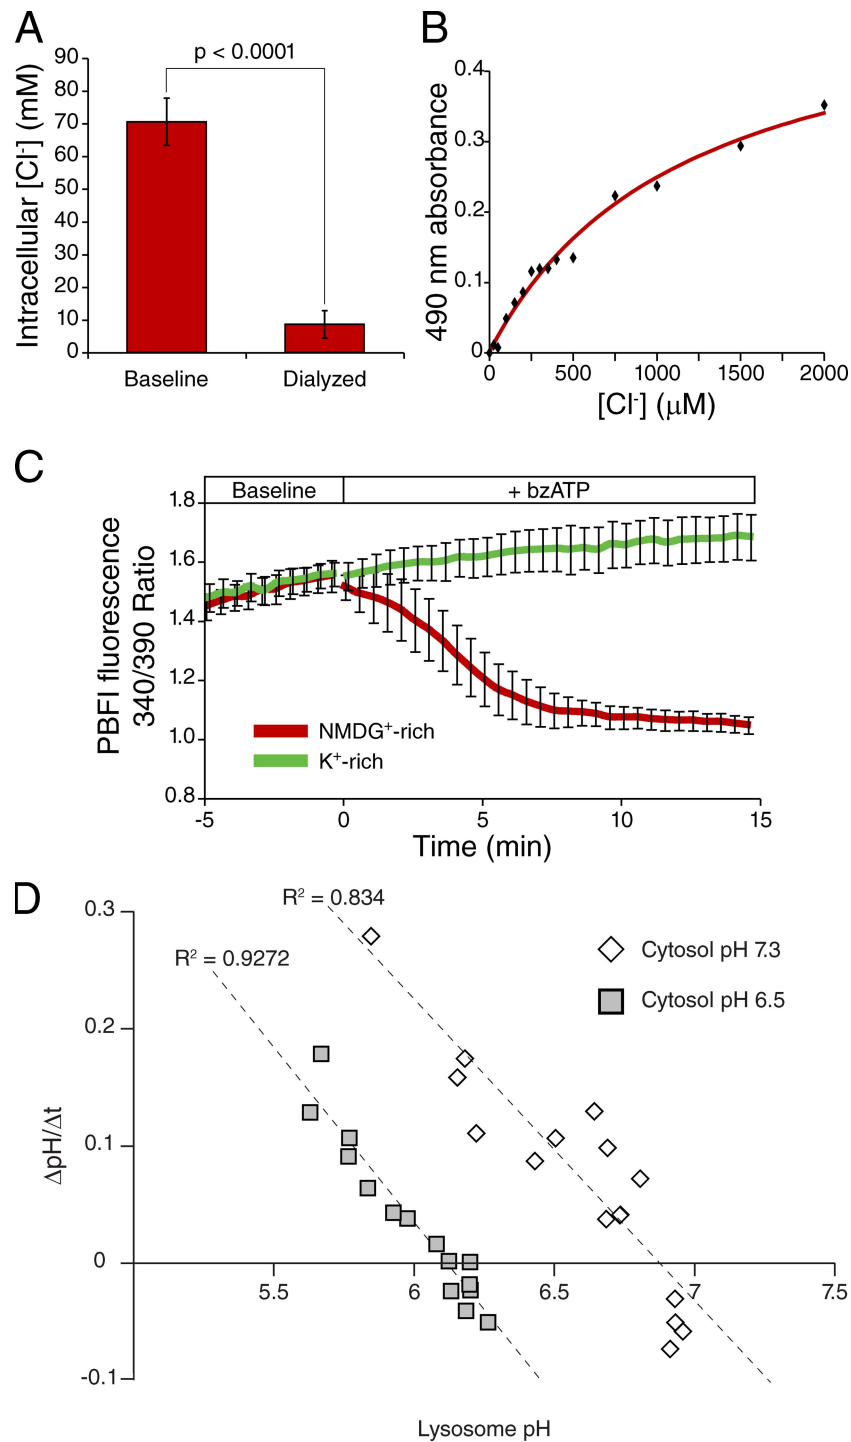 A
p < 0.0001
Intracellular [Cl⁻] (mM)
90
80
70
60
50
40
30
20
10
0
Baseline
Dialyzed
B
490 nm absorbance
0.4
0.3
0.2
0.1
0
0
500
1000
1500
2000
[Cl⁻] (μM)
C
Baseline
+ bzATP
PBFI fluorescence
340/390 Ratio
1.8
1.6
1.4
1.2
1.0
0.8
NMDG⁺-rich
K⁺-rich
-5
0
5
10
15
Time (min)
D
R² = 0.834
R² = 0.9272
Cytosol pH 7.3
Cytosol pH 6.5
ΔpH/Δt
0.3
0.2
0.1
0
-0.1
5.5
6
6.5
7
7.5
Lysosome pH